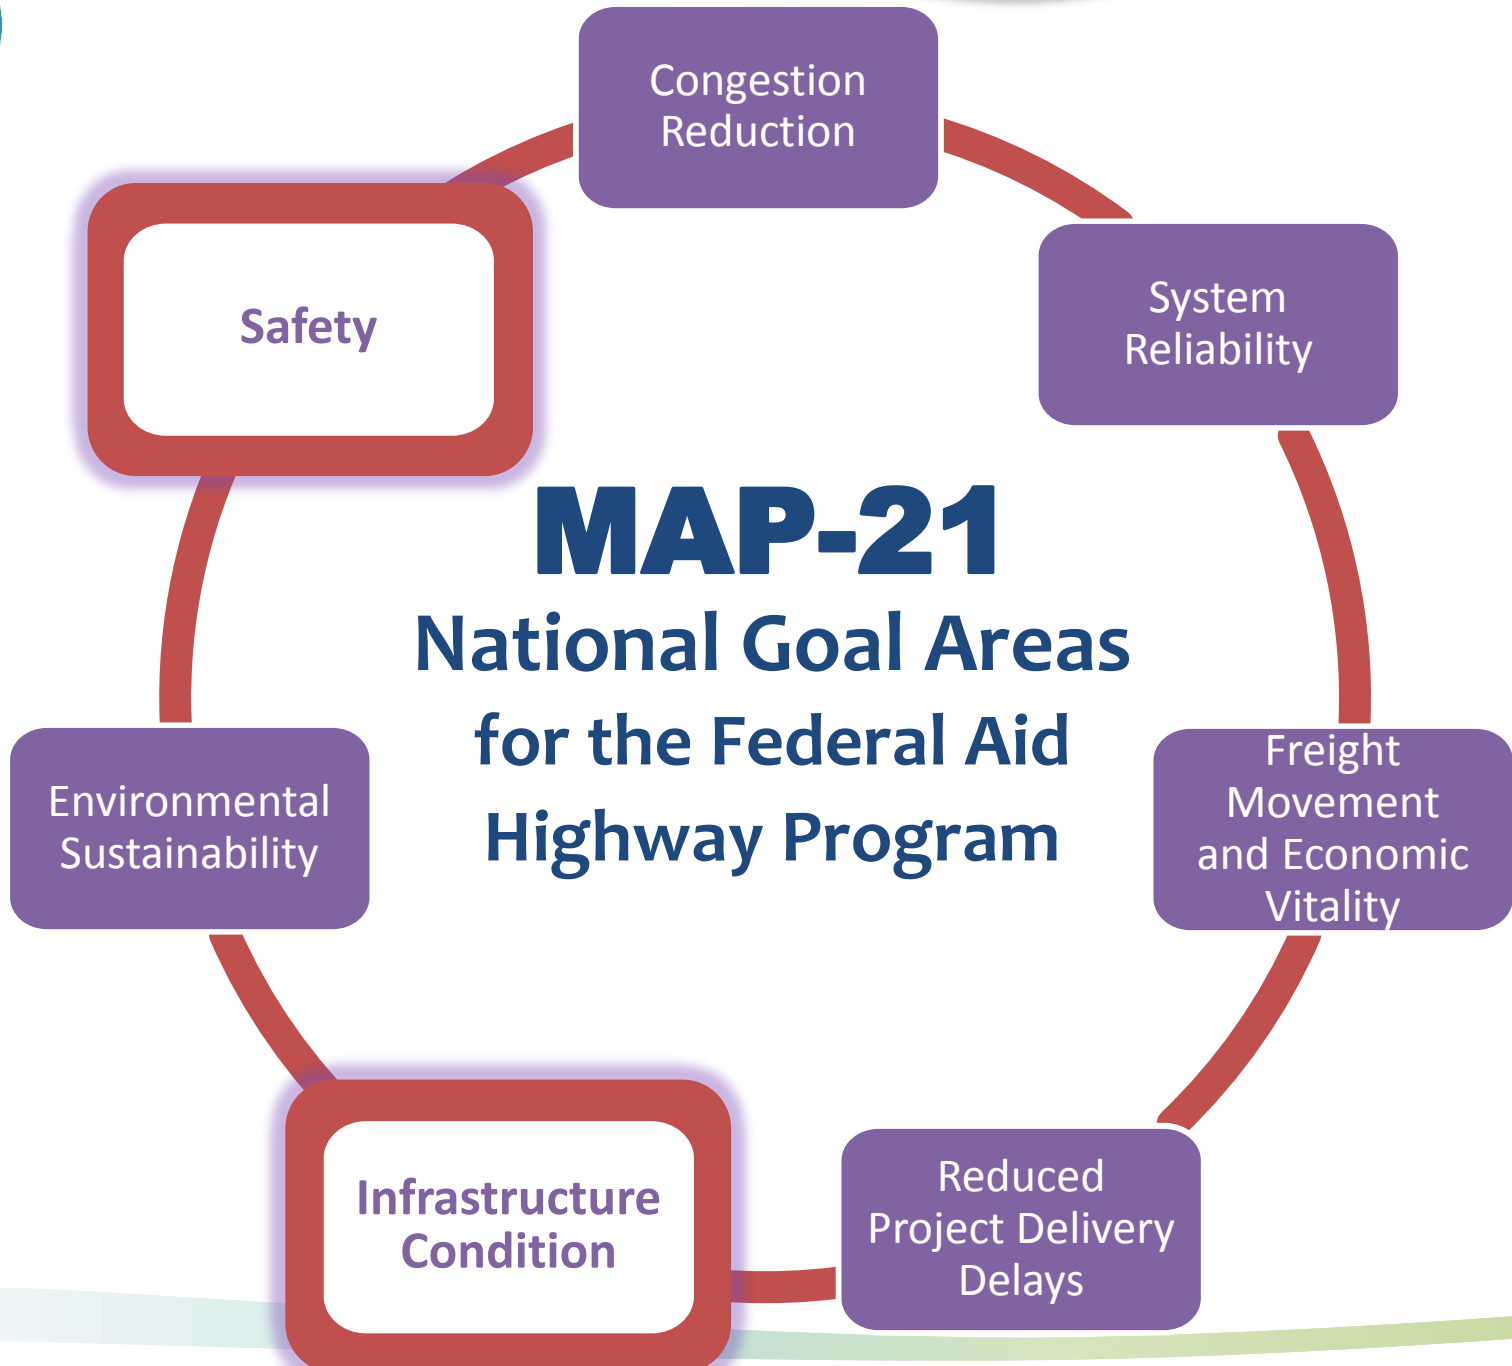 Congestion
Reduction
Safety
System
Reliability
MAP-21
National Goal Areas
for the Federal Aid
Highway Program
Environmental
Sustainability
Freight
Movement
and Economic
Vitality
Infrastructure
Condition
Reduced
Project Delivery
Delays